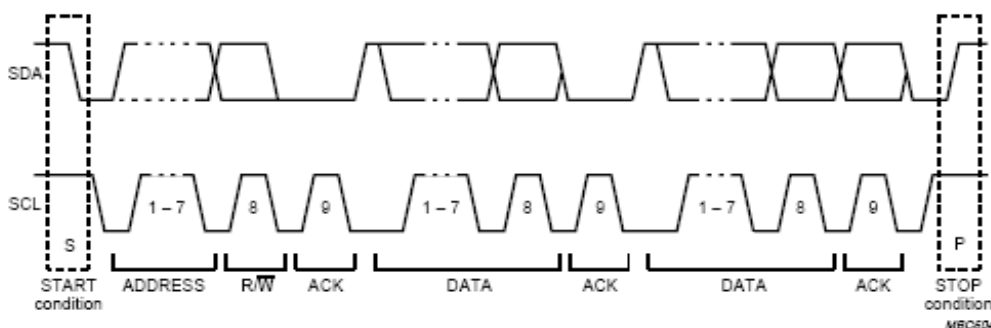 SDA
SCL
1 – 7 8 9 1 – 7 8 9 1 – 7 8 9
S P
START condition ADDRESS R/W ACK DATA ACK DATA ACK STOP condition